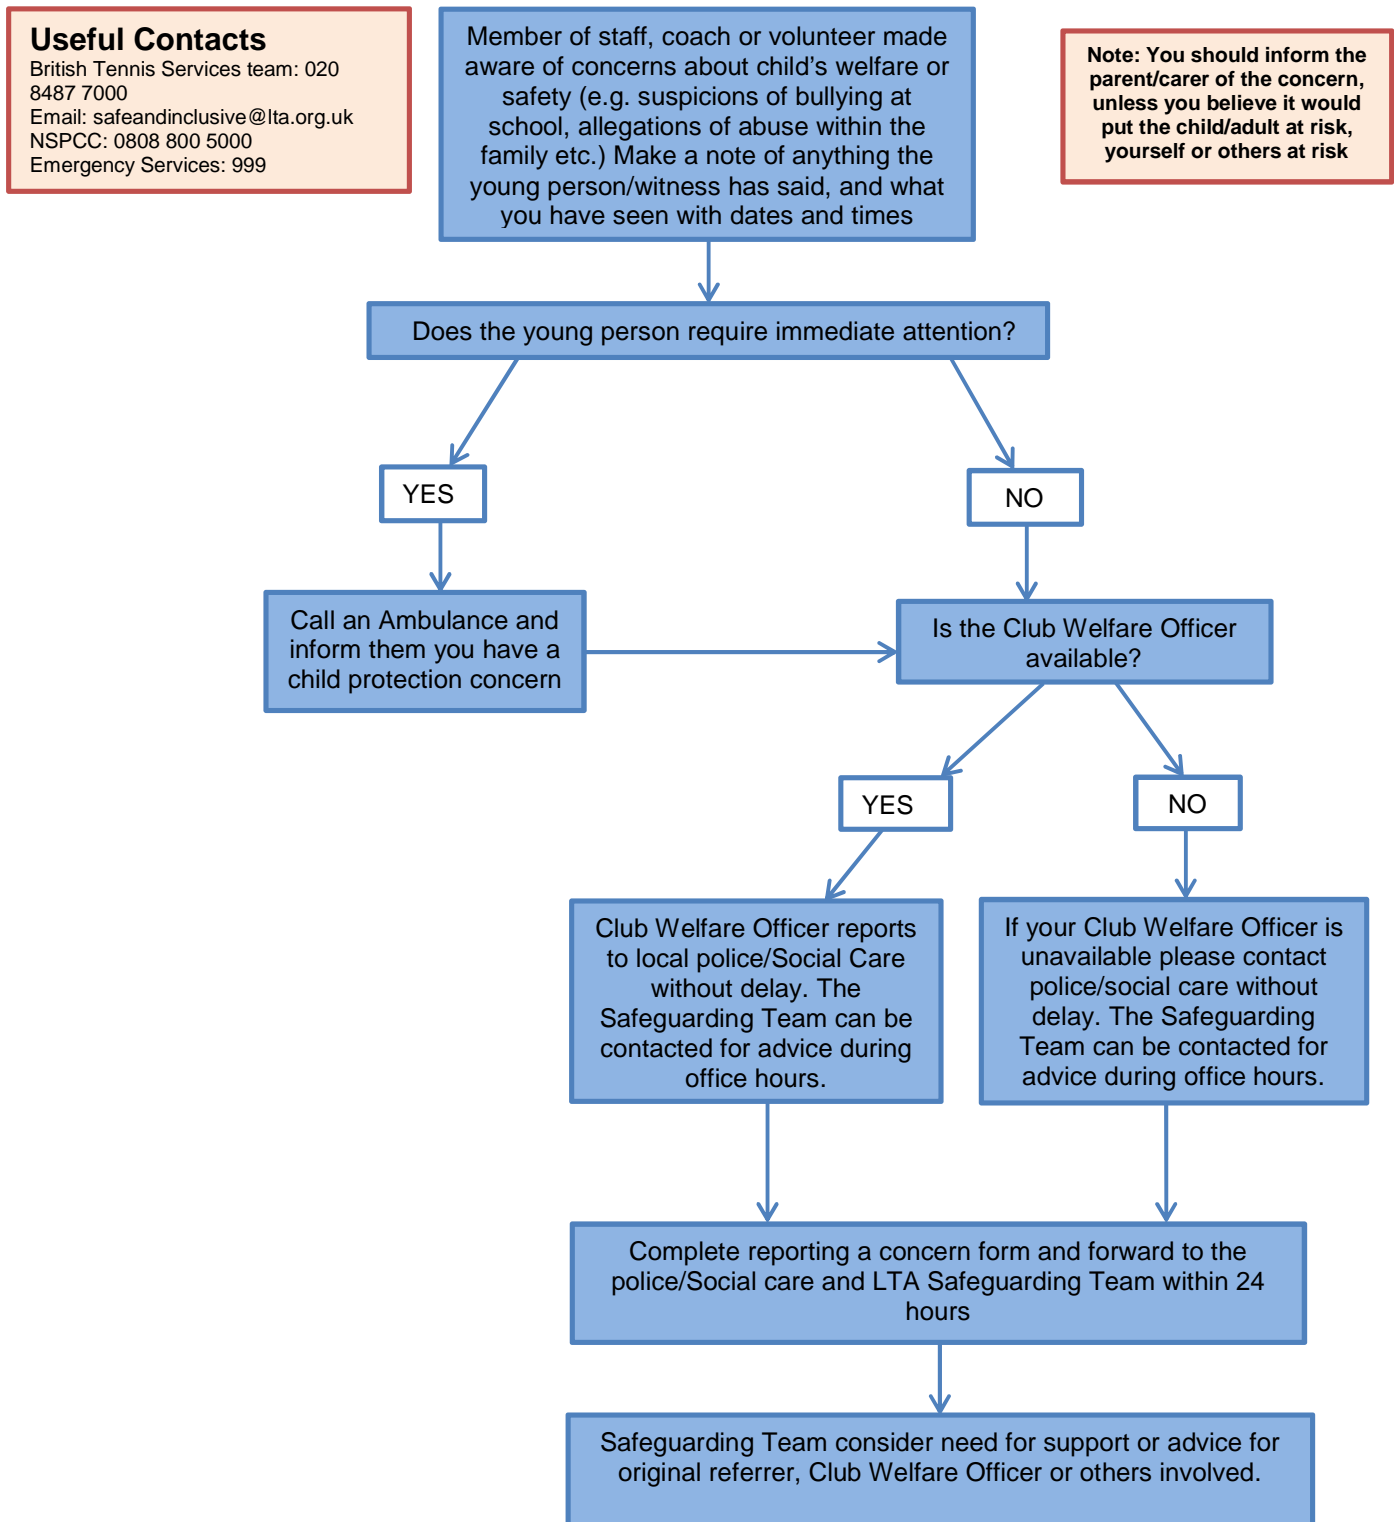 Useful Contacts
British Tennis Services team: 020
8487 7000
Email: safeandinclusive@lta.org.uk
NSPCC: 0808 800 5000
Emergency Services: 999
Member of staff, coach or volunteer made
aware of concerns about child’s welfare or
safety (e.g. suspicions of bullying at
school, allegations of abuse within the
family etc.) Make a note of anything the
young person/witness has said, and what
you have seen with dates and times
Note: You should inform the
parent/carer of the concern,
unless you believe it would
put the child/adult at risk,
yourself or others at risk
Does the young person require immediate attention?
YES
NO
Call an Ambulance and
inform them you have a
child protection concern
Is the Club Welfare Officer
available?
YES
NO
Club Welfare Officer reports
to local police/Social Care
without delay. The
Safeguarding Team can be
contacted for advice during
office hours.
If your Club Welfare Officer is
unavailable please contact
police/social care without
delay. The Safeguarding
Team can be contacted for
advice during office hours.
Complete reporting a concern form and forward to the
police/Social care and LTA Safeguarding Team within 24
hours
Safeguarding Team consider need for support or advice for
original referrer, Club Welfare Officer or others involved.